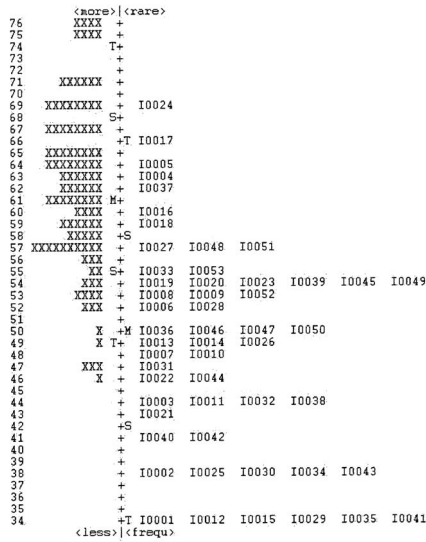 <more>|<rare>
76 XXXX +
75 XXXX +
74 T+
73 +
72 +
71 XXXXXX +
70 +
69 XXXXXXXX + I0024
68 S+
67 XXXXXXXX +
66 +T I0017
65 XXXXXXXX +
64 XXXXXXXX + I0005
63 XXXXXX + I0004
62 XXXXXX + I0037
61 XXXXXXXX M+
60 XXXX + I0016
59 XXXXXX + I0018
58 XXXXX +S
57 XXXXXXXXXX + I0027 I0048 I0051
56 XXX +
55 XX S+ I0033 I0053
54 XXX + I0019 I0020 I0023 I0039 I0045 I0049
53 XXXX + I0008 I0009 I0052
52 XXX + I0006 I0028
51 +
50 X +M I0036 I0046 I0047 I0050
49 X T+ I0013 I0014 I0026
48 + I0007 I0010
47 XXX + I0031
46 X + I0022 I0044
45 +
44 + I0003 I0011 I0032 I0038
43 + I0021
42 +S
41 + I0040 I0042
40 +
39 +
38 + I0002 I0025 I0030 I0034 I0043
37 +
36 +
35 +
34 +T I0001 I0012 I0015 I0029 I0035 I0041
<less>|<frequ>